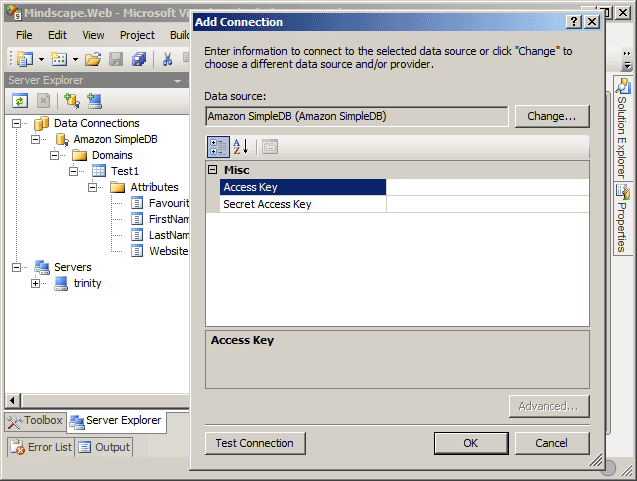 Mindscape.Web - Microsoft Vi
Add Connection
File Edit View Project Buil
Enter information to connect to the selected data source or click "Change" to
choose a different data source and/or provider.
Server Explorer
Data source:
Amazon SimpleDB (Amazon SimpleDB)
Change...
Data Connections
Amazon SimpleDB
Domains
Test1
Attributes
Favourit
FirstNam
LastNam
Website
Servers
trinity
Misc
Access Key
Secret Access Key
Access Key
Advanced...
Test Connection
OK
Cancel
Toolbox
Server Explorer
Error List
Output
Solution Explorer
Properties